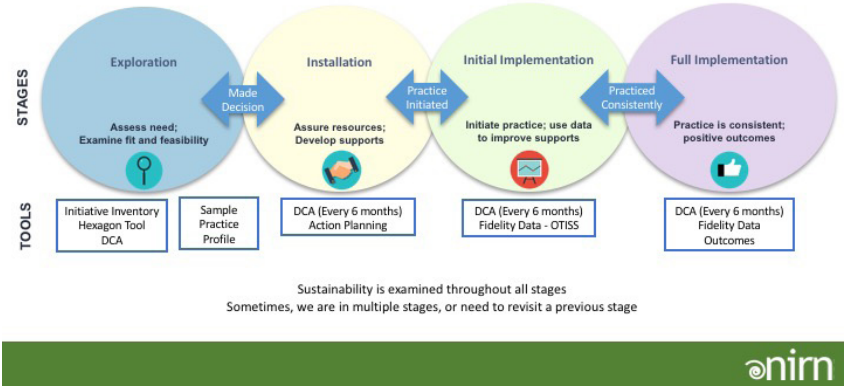 STAGES
Exploration
Assess need;
Examine fit and feasibility
Made
Decision
Installation
Assure resources;
Develop supports
Practice
Initiated
Initial Implementation
Initiate practice; use data
to improve supports
Practiced
Consistently
Full Implementation
Practice is consistent;
positive outcomes
TOOLS
Initiative Inventory
Hexagon Tool
DCA
Sample
Practice
Profile
DCA (Every 6 months)
Action Planning
DCA (Every 6 months)
Fidelity Data - OTISS
DCA (Every 6 months)
Fidelity Data
Outcomes
Sustainability is examined throughout all stages
Sometimes, we are in multiple stages, or need to revisit a previous stage
nirn